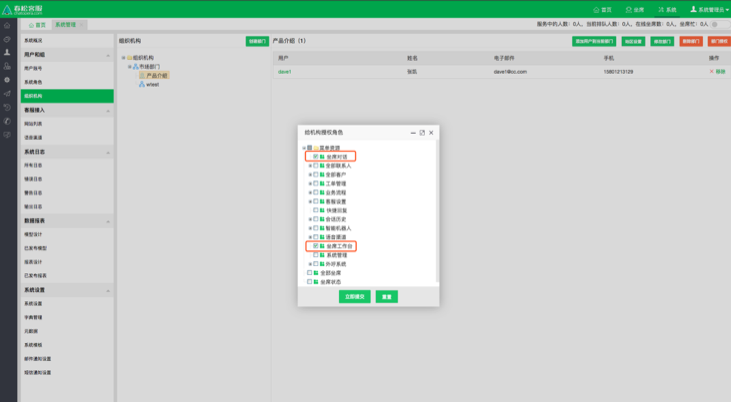 春松客服
首页
坐席
系统
系统管理员
首页
系统管理
服务中的人数：0人，当前排队人数：0人，在线坐席数：0人，坐席忙：0人
系统概况
用户和组
用户账号
系统角色
组织机构
客服接入
网站列表
语音渠道
系统日志
所有日志
错误日志
警告日志
输出日志
数据报表
模型设计
已发布模型
报表设计
已发布报表
系统设置
系统设置
字典管理
元数据
系统模板
邮件通知设置
短信通知设置
组织机构
创建部门
组织机构
市场部门
产品介绍
wtest
产品介绍（1）
添加用户到当前部门
地区设置
修改部门
删除部门
部门授权
用户
姓名
电子邮件
手机
操作
dave1
dave1@cc.com
15801213129
移除
给机构授权角色
菜单资源
坐席对话
全部联系人
全部客户
工单管理
业务流程
客服设置
快捷回复
会话历史
智能机器人
语音渠道
坐席工作台
系统管理
外呼系统
全部坐席
坐席状态
立即提交
重置